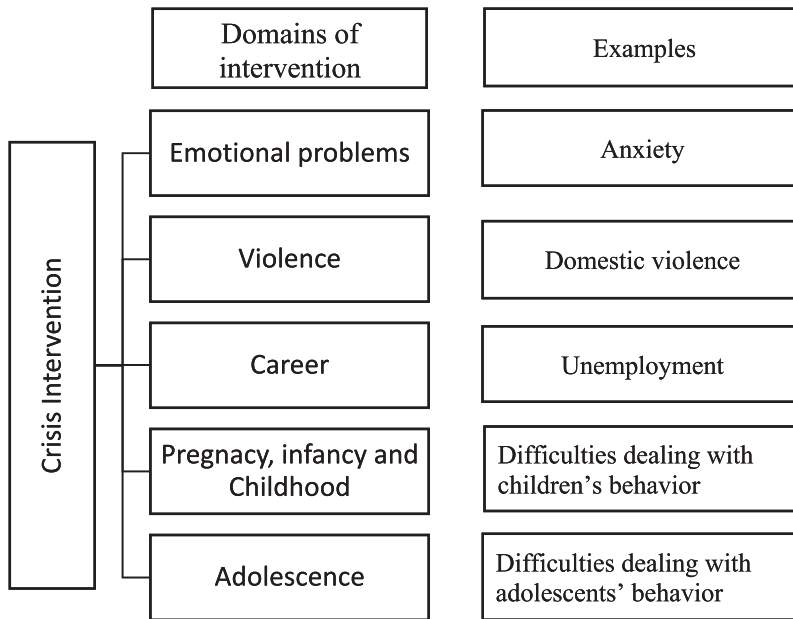 Domains of
intervention
Examples
Crisis Intervention
Emotional problems
Anxiety
Violence
Domestic violence
Career
Unemployment
Pregnacy, infancy and
Childhood
Difficulties dealing with
children’s behavior
Adolescence
Difficulties dealing with
adolescents’ behavior